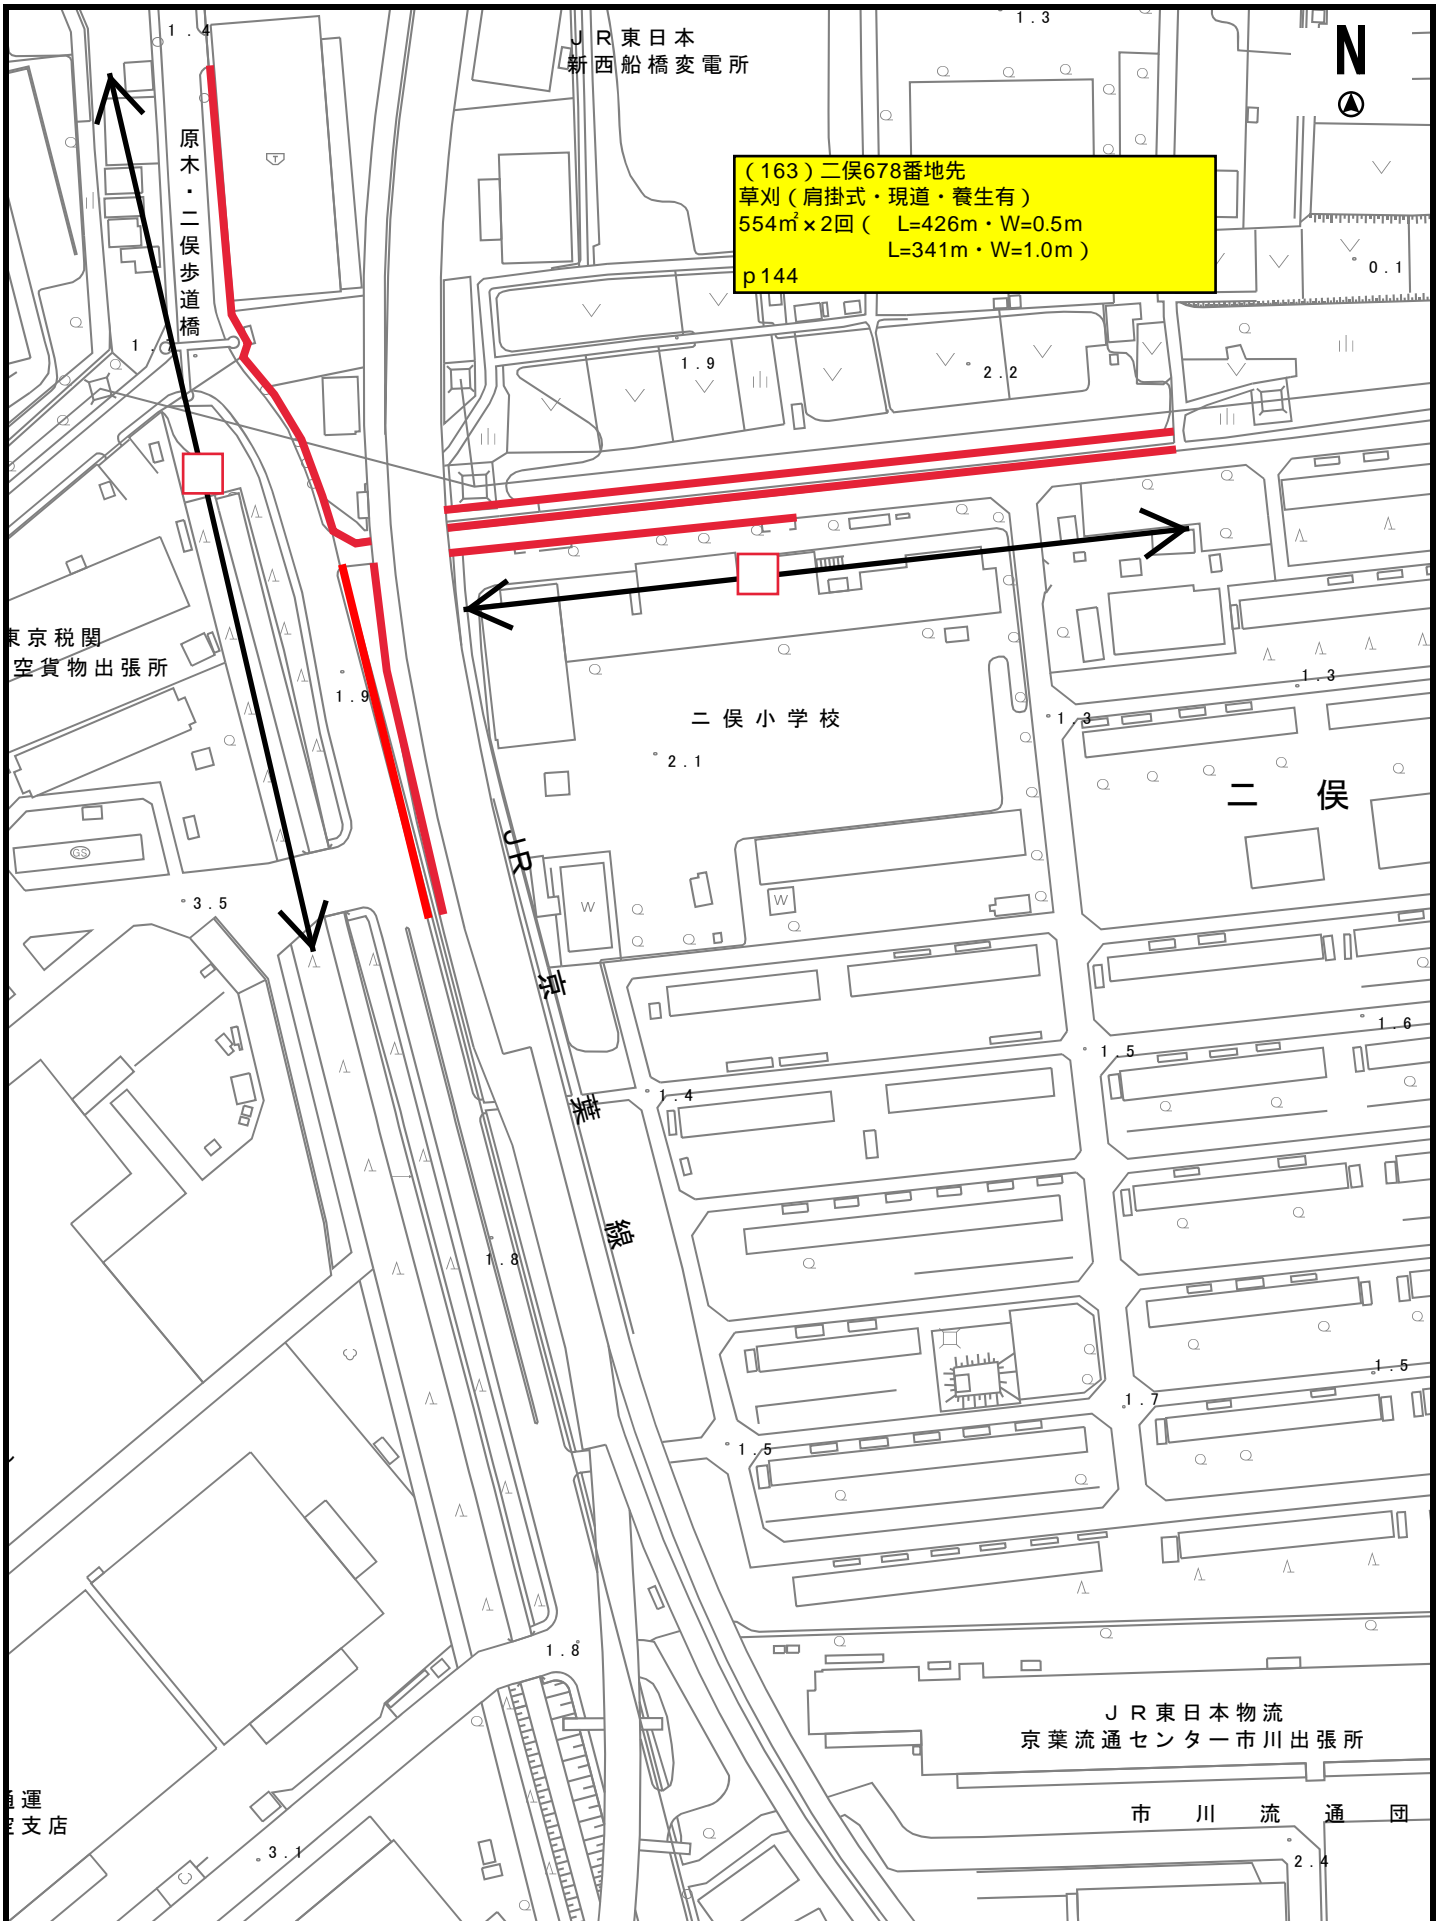 1.4
ＪＲ東日本
新西船橋変電所
1.3
N
原木・二俣歩道橋
（163）二俣678番地先
草刈（肩掛式・現道・養生有）
554㎡×2回（　L=426m・W=0.5m
L=341m・W=1.0m）
p144
0.1
1.7
1.9
2.2
東京税関
空貨物出張所
1.9
1.3
1.3
二俣小学校
2.1
二俣
JR京葉線
GS
W
W
3.5
1.6
1.5
1.4
1.8
1.5
1.7
1.5
1.8
ＪＲ東日本物流
京葉流通センター市川出張所
運
支店
市川流通団
3.1
2.4